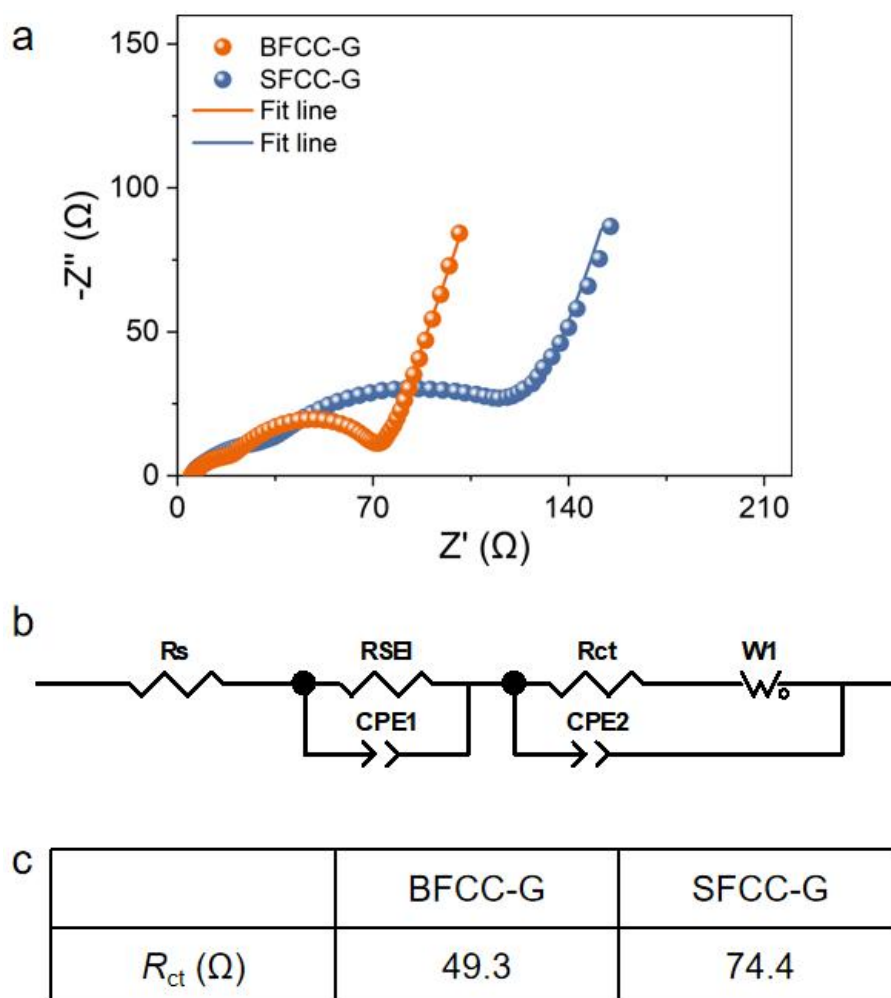 a
150
100
50
0
-Z'' (Ω)
BFCC-G
SFCC-G
Fit line
Fit line
0 70 140 210
Z' (Ω)
b
Rs RSEI Rct W1
CPE1 CPE2
c
BFCC-G SFCC-G
Rct (Ω) 49.3 74.4